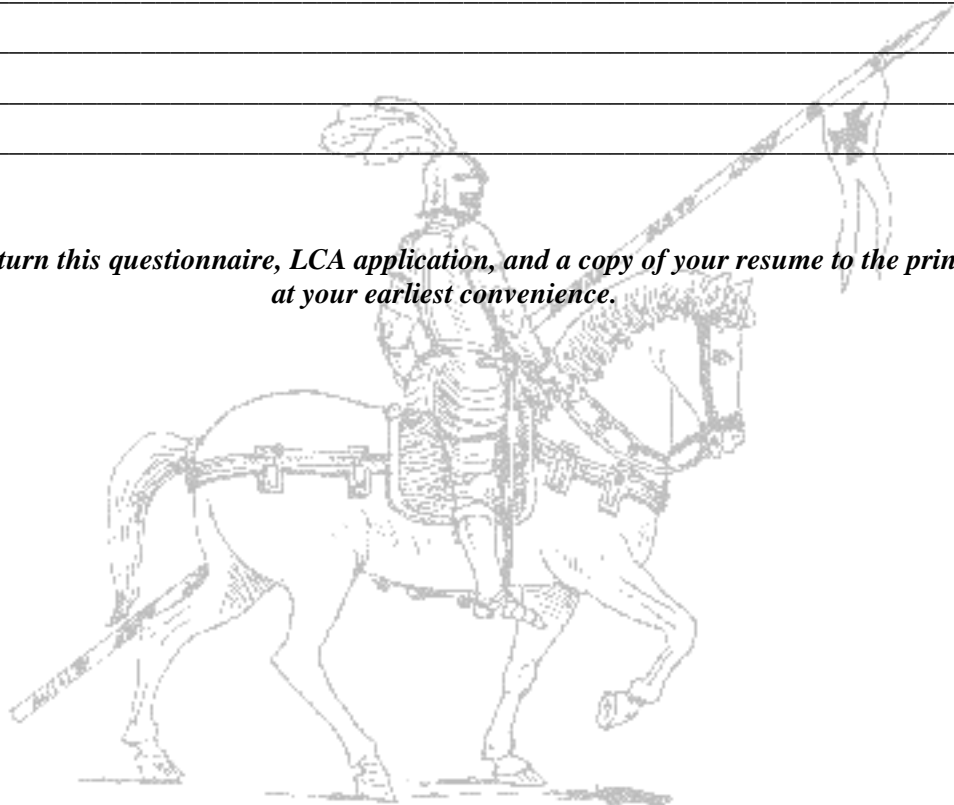 turn this questionnaire, LCA application, and a copy of your resume to the prin
at your earliest convenience.